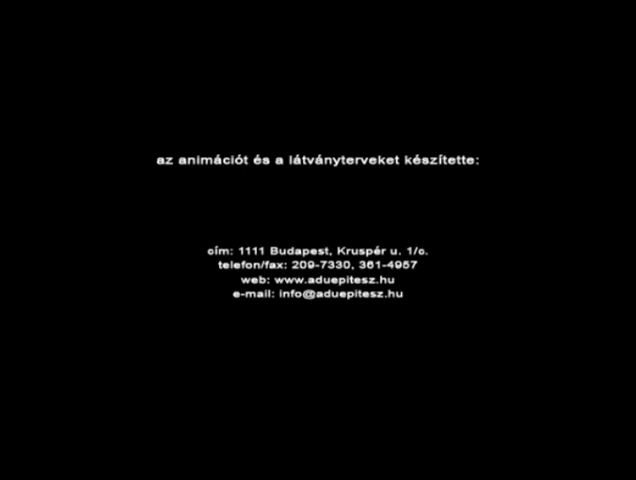 az animációt és a látványterveket készítette:
cím: 1111 Budapest, Kruspér u. 1/c.
telefon/fax: 209-7330, 361-4957
web: www.aduepitesz.hu
e-mail: info@aduepitesz.hu